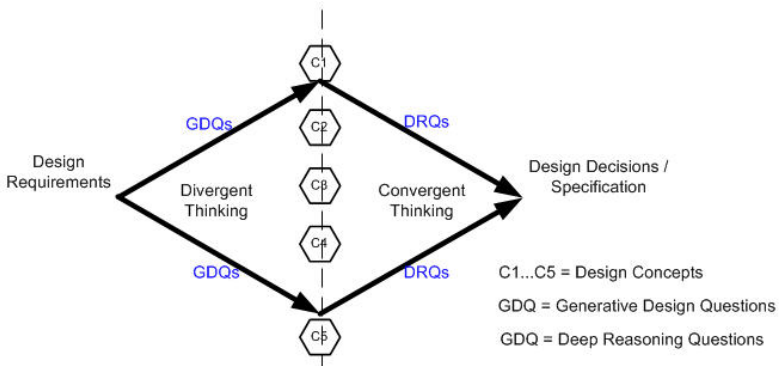 C1
GDQs
DRQs
C2
Design
Requirements
Divergent
Thinking
C3
Convergent
Thinking
Design Decisions /
Specification
C4
GDQs
DRQs
C5
C1...C5 = Design Concepts
GDQ = Generative Design Questions
GDQ = Deep Reasoning Questions